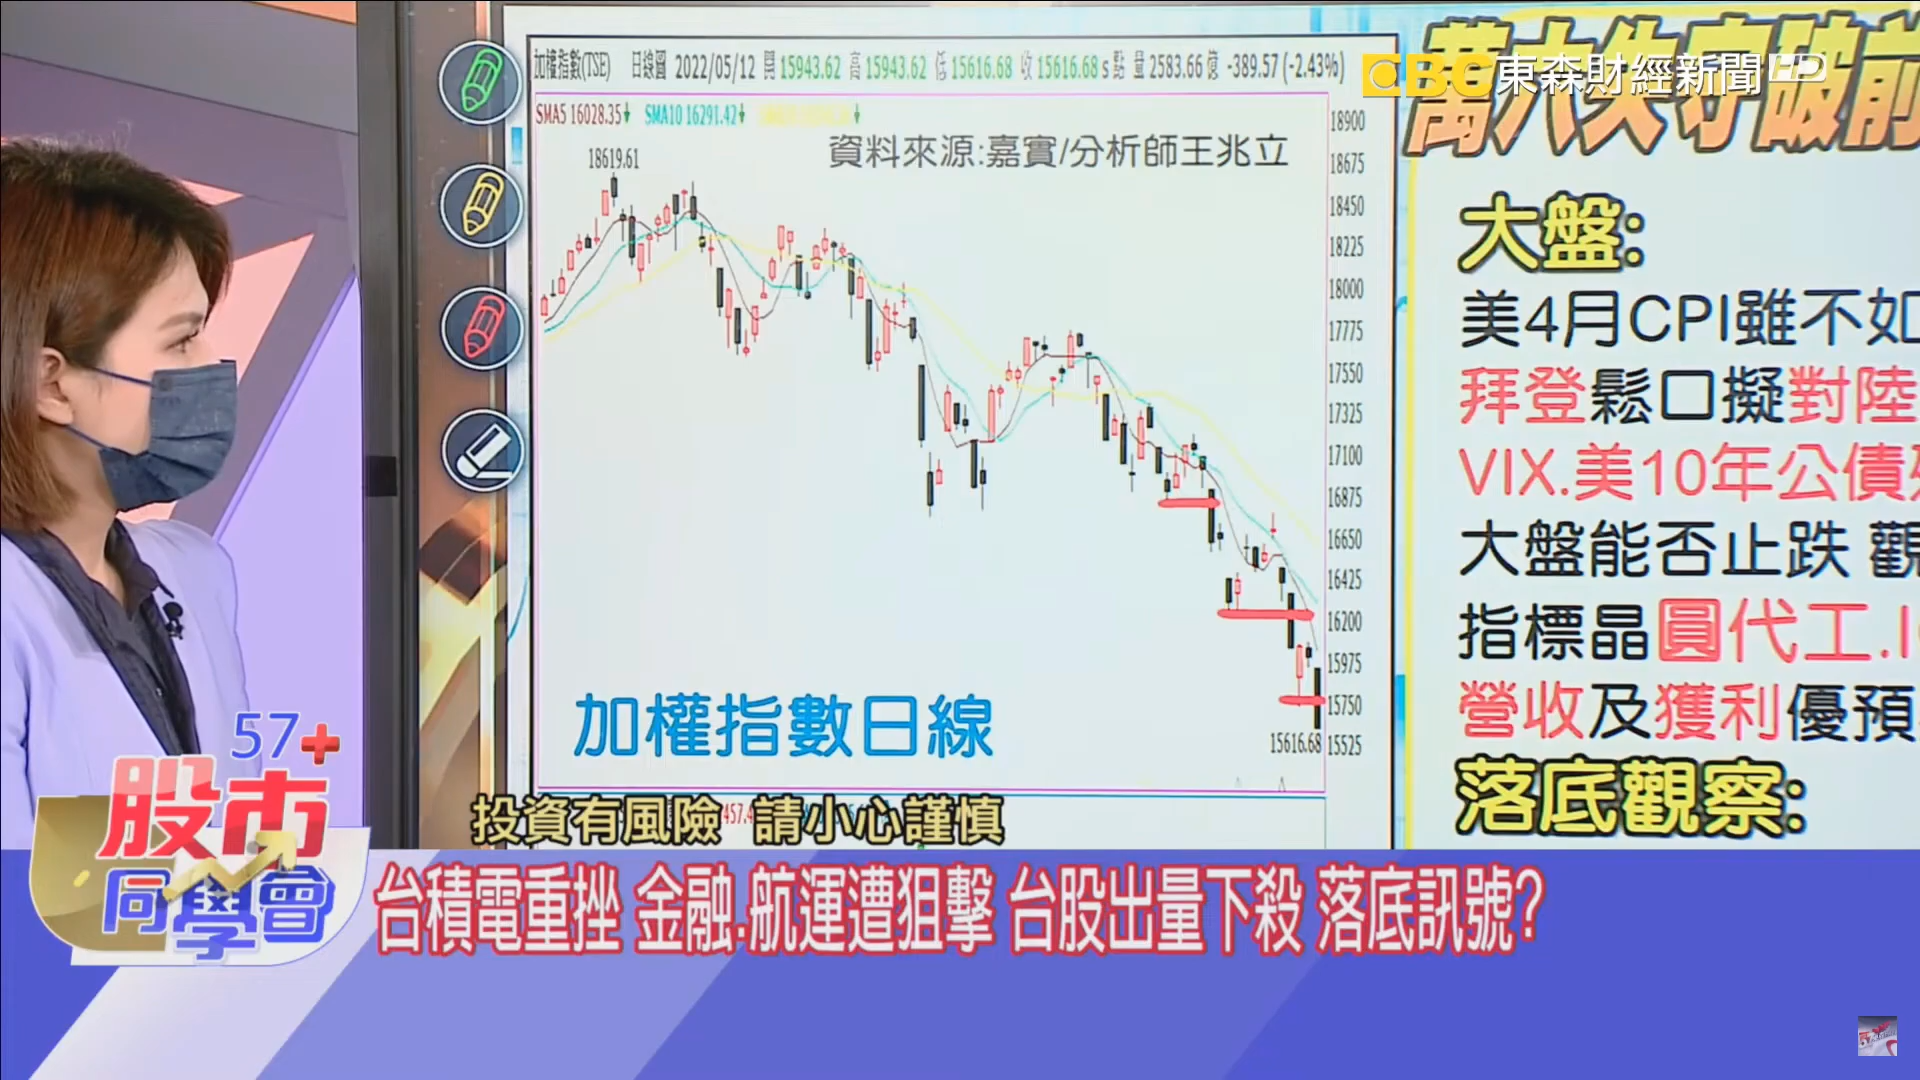 加權指數(TSE) 日線圖 2022/05/12 開15943.62 高15943.62 低15616.68 收15616.68s點 量2583.66億 -389.57(-2.43%)
SMA5 16028.35↓ SMA10 16291.42↓
資料來源:嘉實/分析師王兆立
18619.61
18900
18675
18450
18225
18000
17775
17550
17325
17100
16875
16650
16425
16200
15975
15750
15525
15616.68
加權指數日線
EBC東森財經新聞HD
萬六失守破前
大盤:
美4月CPI雖不如
拜登鬆口擬對陸
VIX.美10年公債
大盤能否止跌 觀
指標晶圓代工.I
營收及獲利優預
落底觀察:
投資有風險 請小心謹慎
57+
股市
同學會
台積電重挫 金融.航運遭狙擊 台股出量下殺 落底訊號?